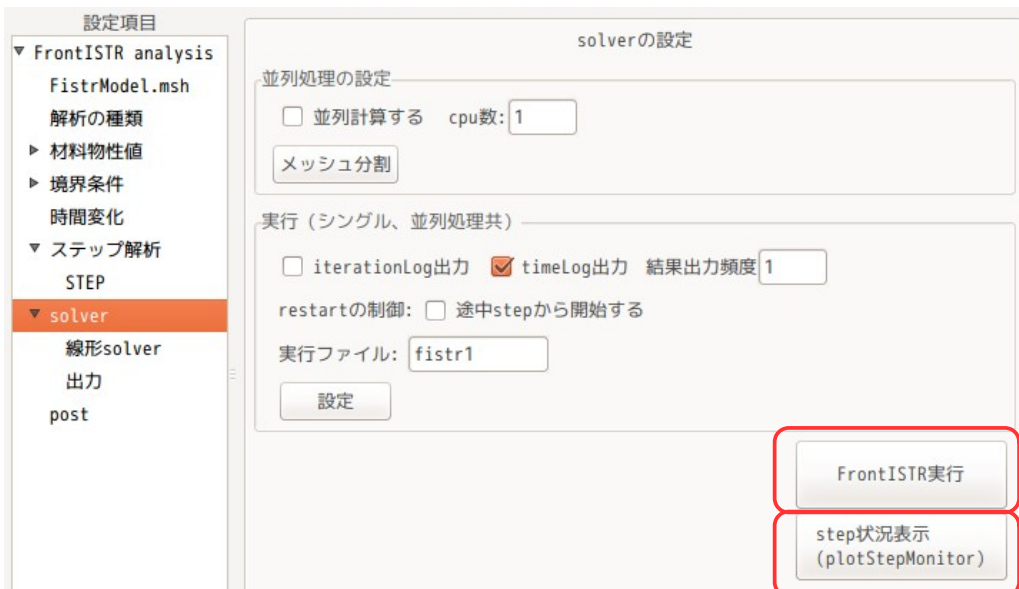 設定項目
FrontISTR analysis
FistrModel.msh
解析の種類
材料物性値
境界条件
時間変化
ステップ解析
STEP
solver
線形solver
出力
post
solverの設定
並列処理の設定
並列計算する cpu数: 1
メッシュ分割
実行 (シングル、並列処理共)
iterationLog出力 timeLog出力 結果出力頻度 1
restartの制御: 途中stepから開始する
実行ファイル: fistr1
設定
FrontISTR実行
step状況表示
(plotStepMonitor)